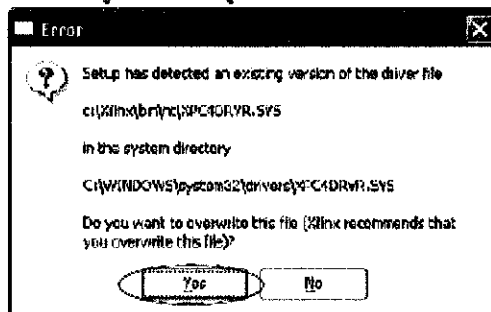 Error
Setup has detected an existing version of the driver file
c:\Xilinx\bin\nt\XPC4DRVR.SYS
in the system directory
C:\WINDOWS\system32\drivers\XPC4DRVR.SYS
Do you want to overwrite this file (Xilinx recommends that
you overwrite this file)?
Yes
No